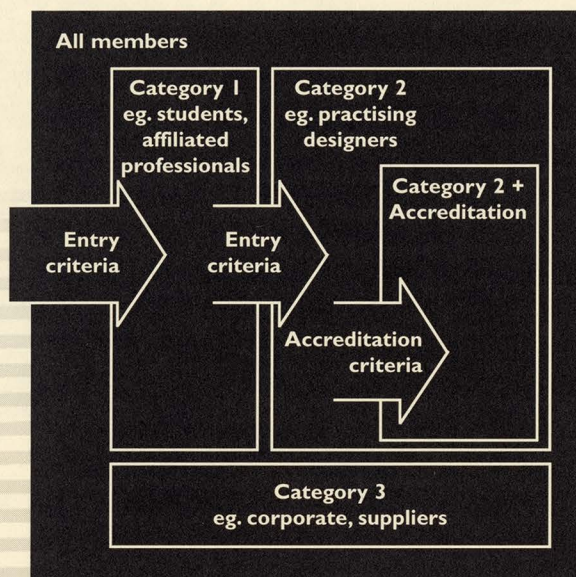 All members
Category 1
eg. students,
affiliated
professionals
Category 2
eg. practising
designers
Category 2 +
Accreditation
Entry
criteria
Entry
criteria
Accreditation
criteria
Category 3
eg. corporate, suppliers